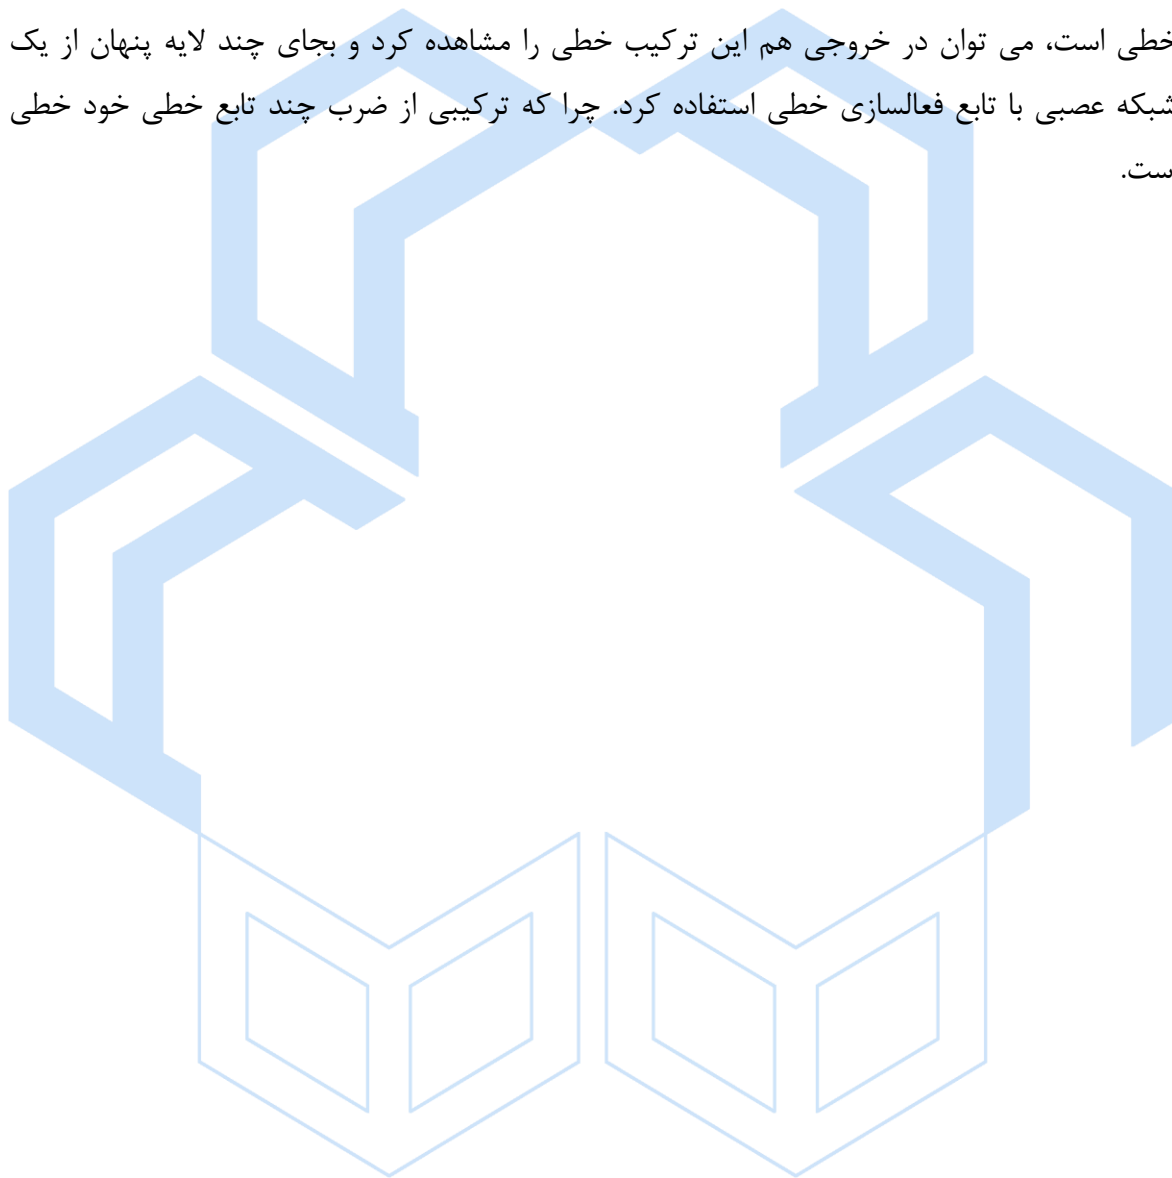 خطی است، می توان در خروجی هم این ترکیب خطی را مشاهده کرد و بجای چند لایه پنهان از یک
شبکه عصبی با تابع فعالسازی خطی استفاده کرد. چرا که ترکیبی از ضرب چند تابع خطی خود خطی
ست.